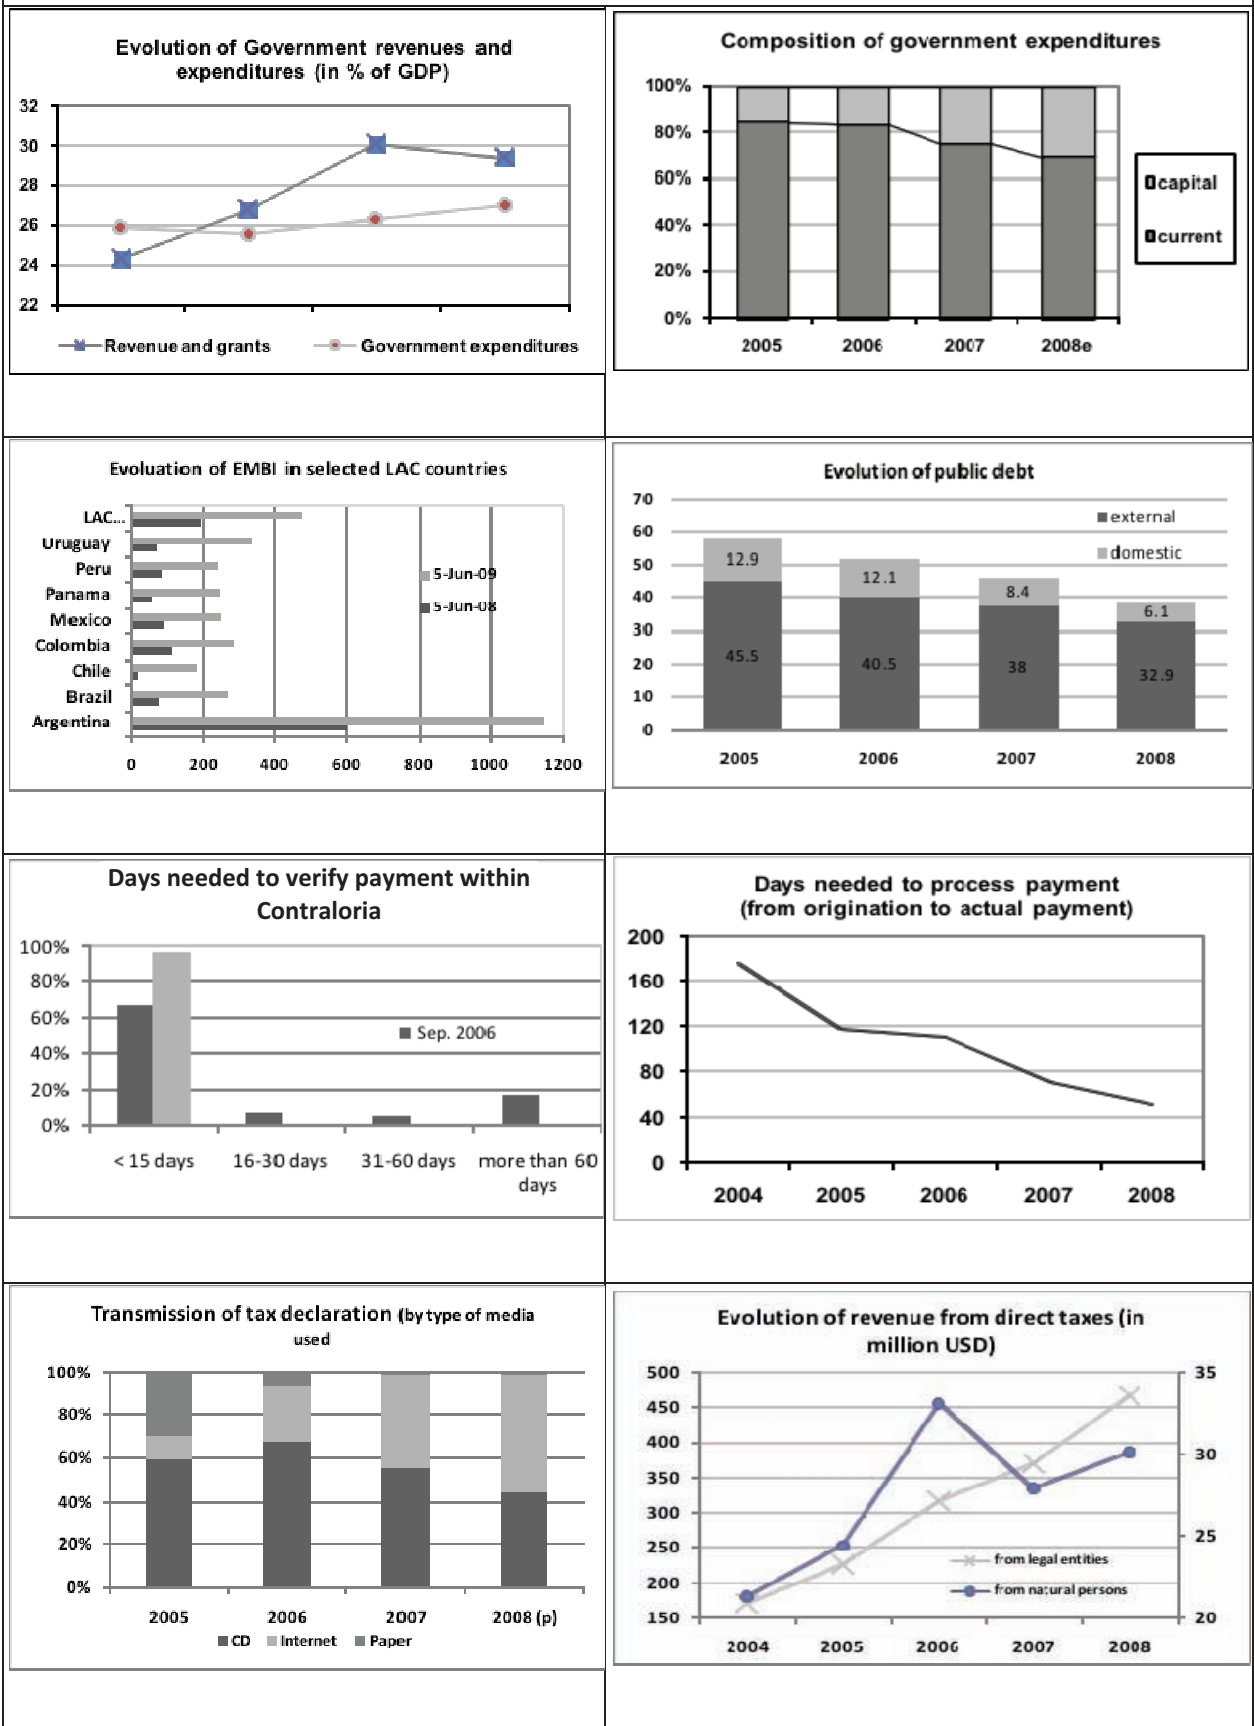 Evolution of Government revenues and
expenditures (in % of GDP)
32
30
28
26
24
22
Revenue and grants
Government expenditures
Composition of government expenditures
100%
80%
60%
40%
20%
0%
2005 2006 2007 2008e
capital
current
Evoluation of EMBI in selected LAC countries
LAC...
Uruguay
Peru
Panama
Mexico
Colombia
Chile
Brazil
Argentina
0 200 400 600 800 1000 1200
5-Jun-09
5-Jun-08
Evolution of public debt
70
60
50
40
30
20
10
0
external
domestic
12.9
12.1
8.4
6.1
45.5
40.5
38
32.9
2005 2006 2007 2008
Days needed to verify payment within
Contraloria
100%
80%
60%
40%
20%
0%
Sep. 2006
< 15 days 16-30 days 31-60 days more than 60
days
Days needed to process payment
(from origination to actual payment)
200
160
120
80
40
0
2004 2005 2006 2007 2008
Transmission of tax declaration (by type of media
used
100%
80%
60%
40%
20%
0%
2005 2006 2007 2008 (p)
CD Internet Paper
Evolution of revenue from direct taxes (in
million USD)
500
450
400
350
300
250
200
150
35
30
25
20
from legal entities
from natural persons
2004 2005 2006 2007 2008